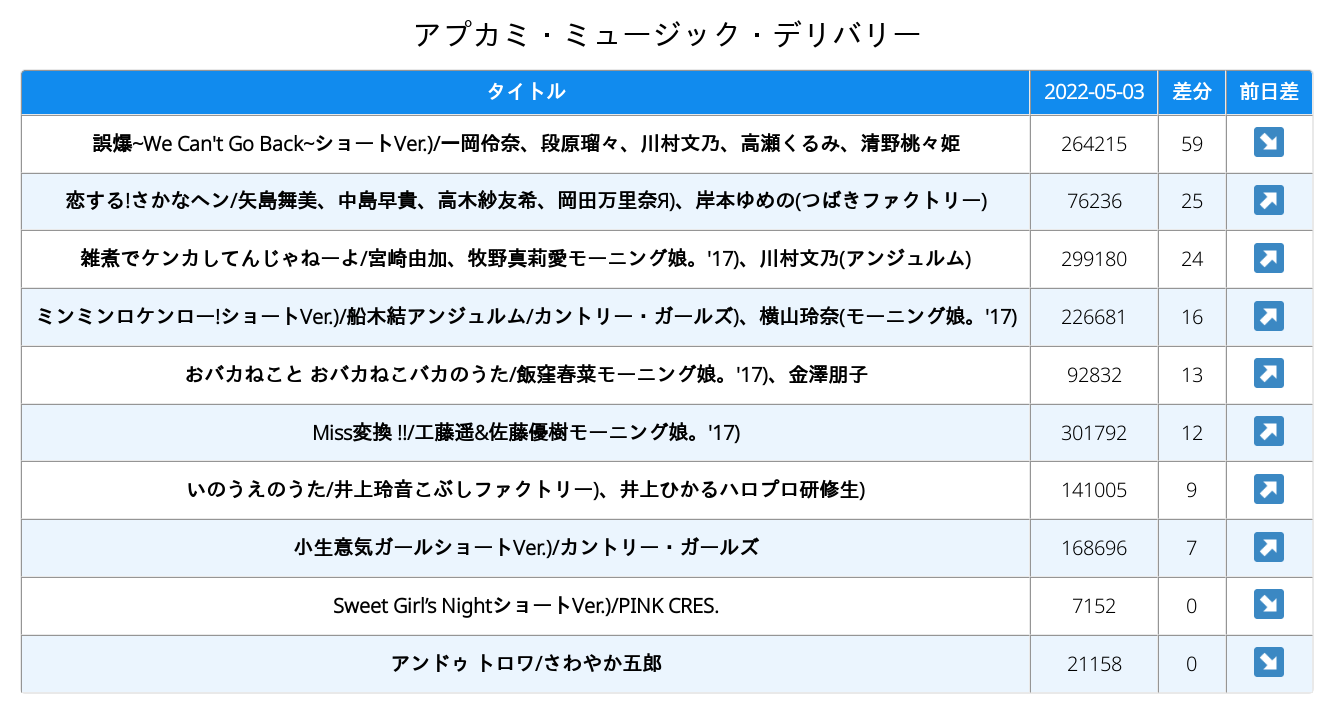 アプカミ・ミュージック・デリバリー
タイトル 2022-05-03 差分 前日差
誤爆~We Can't Go Back~ショートVer.)/一岡伶奈、段原瑠々、川村文乃、高瀬くるみ、清野桃々姫 264215 59
恋する!さかなヘン/矢島舞美、中島早貴、高木紗友希、岡田万里奈Я)、岸本ゆめの(つばきファクトリー) 76236 25
雑煮でケンカしてんじゃねーよ/宮崎由加、牧野真莉愛モーニング娘。'17)、川村文乃(アンジュルム) 299180 24
ミンミンロケンロー!ショートVer.)/船木結アンジュルム/カントリー・ガールズ)、横山玲奈(モーニング娘。'17) 226681 16
おバカねこと おバカねこバカのうた/飯窪春菜モーニング娘。'17)、金澤朋子 92832 13
Miss変換 !!/工藤遥&佐藤優樹モーニング娘。'17) 301792 12
いのうえのうた/井上玲音こぶしファクトリー)、井上ひかるハロプロ研修生) 141005 9
小生意気ガールショートVer.)/カントリー・ガールズ 168696 7
Sweet Girl’s NightショートVer.)/PINK CRES. 7152 0
アンドゥ トロワ/さわやか五郎 21158 0